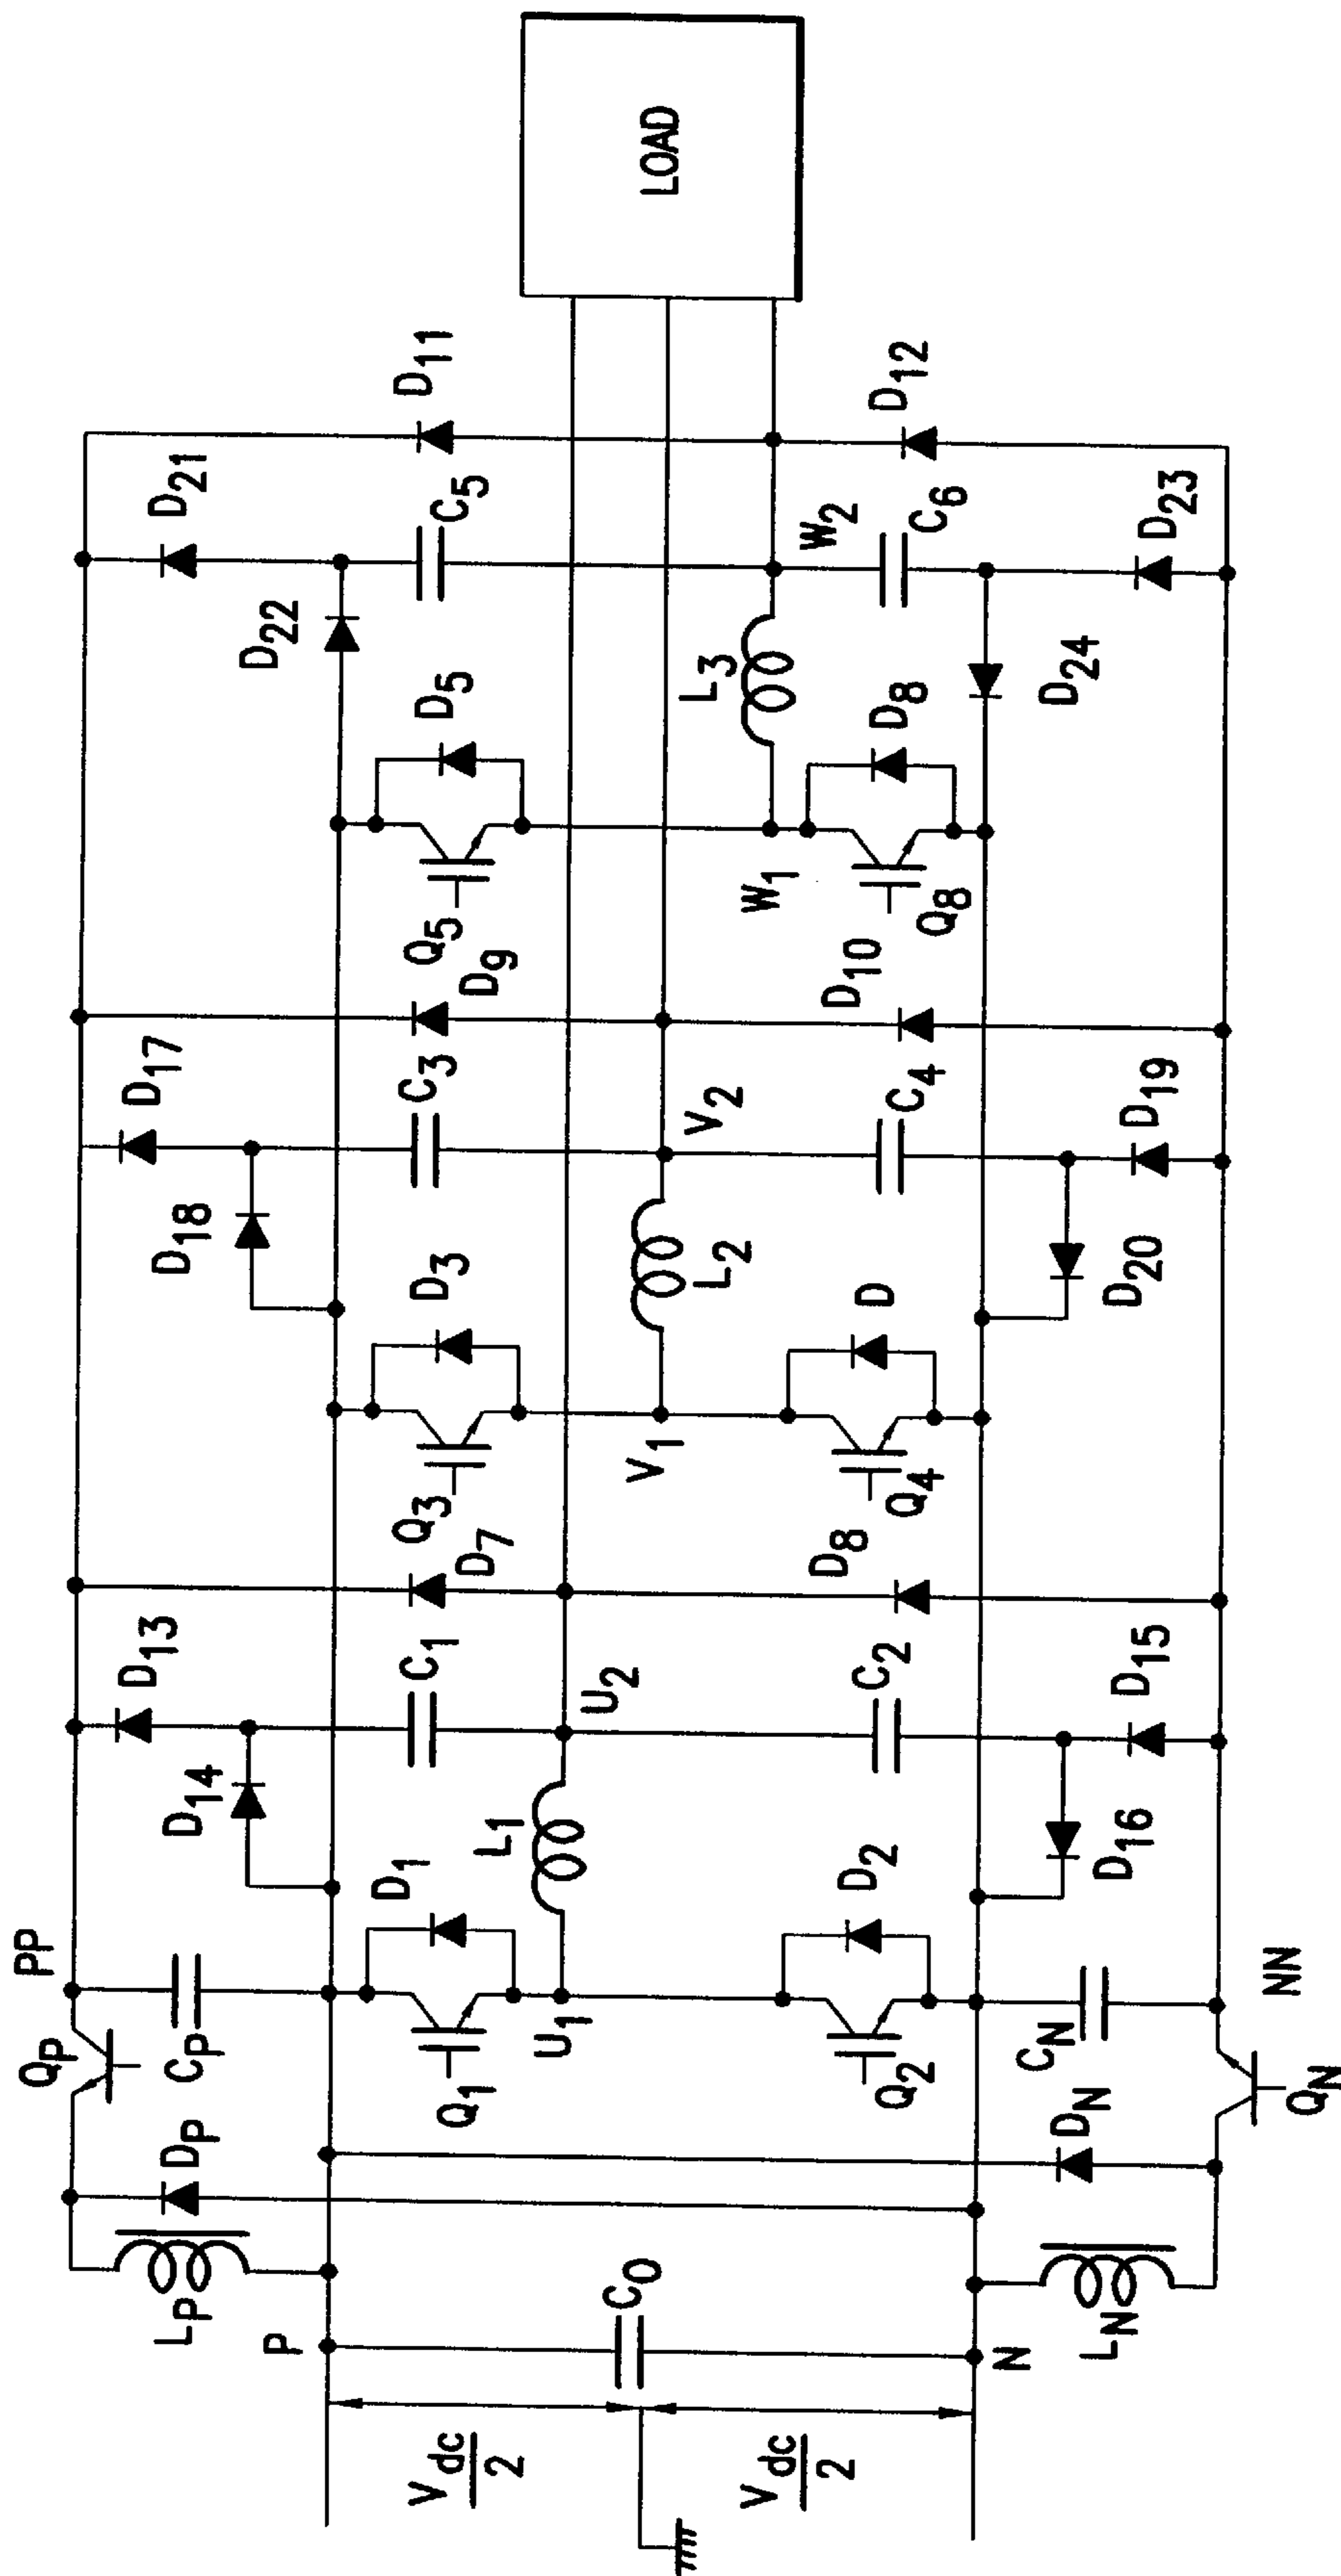 LOAD
D11
D12
D21
C5
W2
C6
D23
D22
L3
D24
D5
D8
W1
Q5
Q8
D9
D10
D17
C3
V2
C4
D19
D18
L2
D20
D3
D
V1
Q3
Q4
D7
D8
D13
C1
U2
C2
D15
D14
L1
D16
D1
D2
PP
NN
QP
CP
U1
CN
Q1
Q2
QN
DP
DN
LP
C0
LN
P
N
Vdc/2
Vdc/2